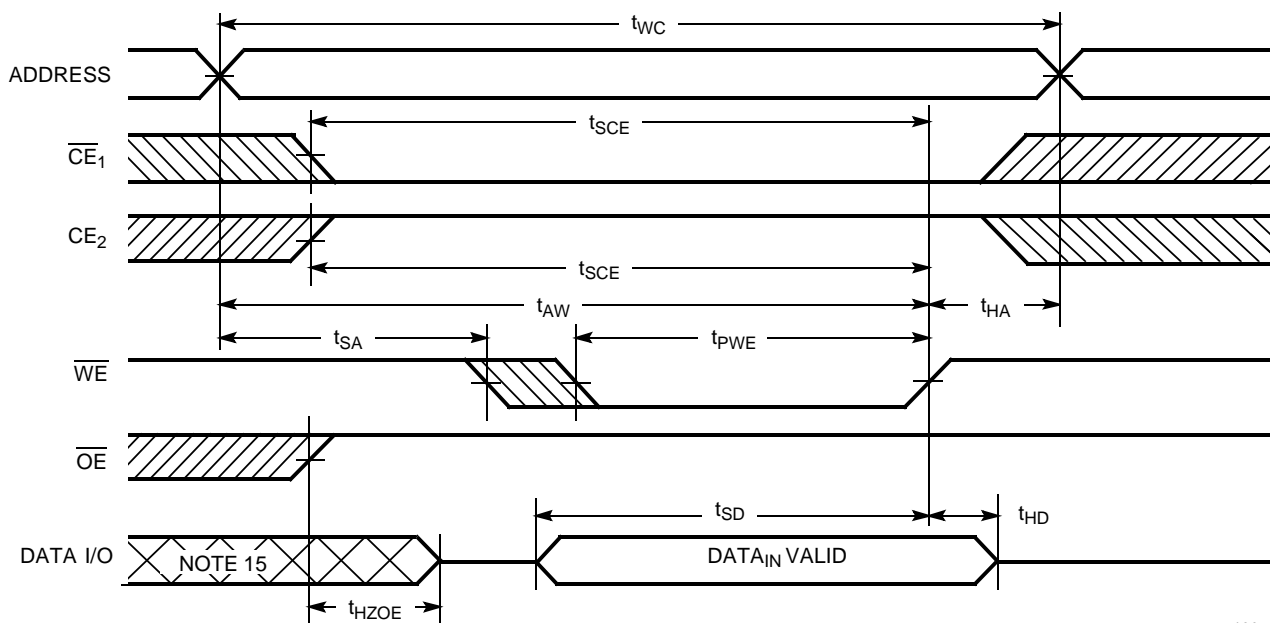 tWC
ADDRESS
tSCE
CE1
CE2
tSCE
tAW
tHA
tSA
tPWE
WE
OE
tSD
tHD
DATA I/O
NOTE 15
DATAIN VALID
tHZOE